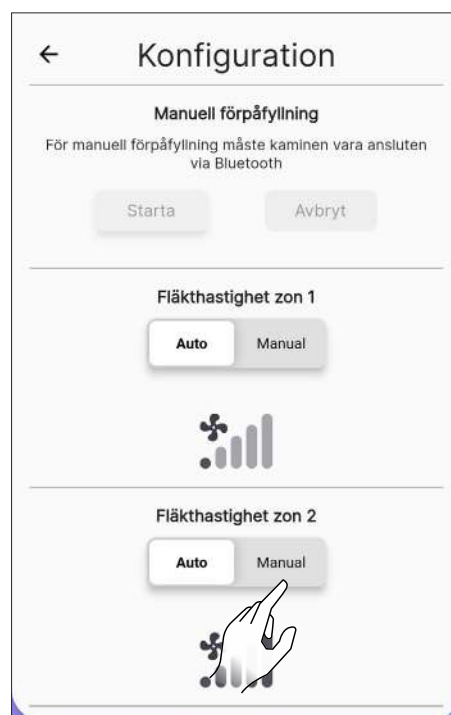 Konfiguration
Manuell förpåfyllning
För manuell förpåfyllning måste kaminen vara ansluten
via Bluetooth
Starta Avbryt
Fläkthastighet zon 1
Auto Manual
Fläkthastighet zon 2
Auto Manual